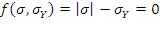 f(σ, σ_Y) = |σ| − σ_Y = 0